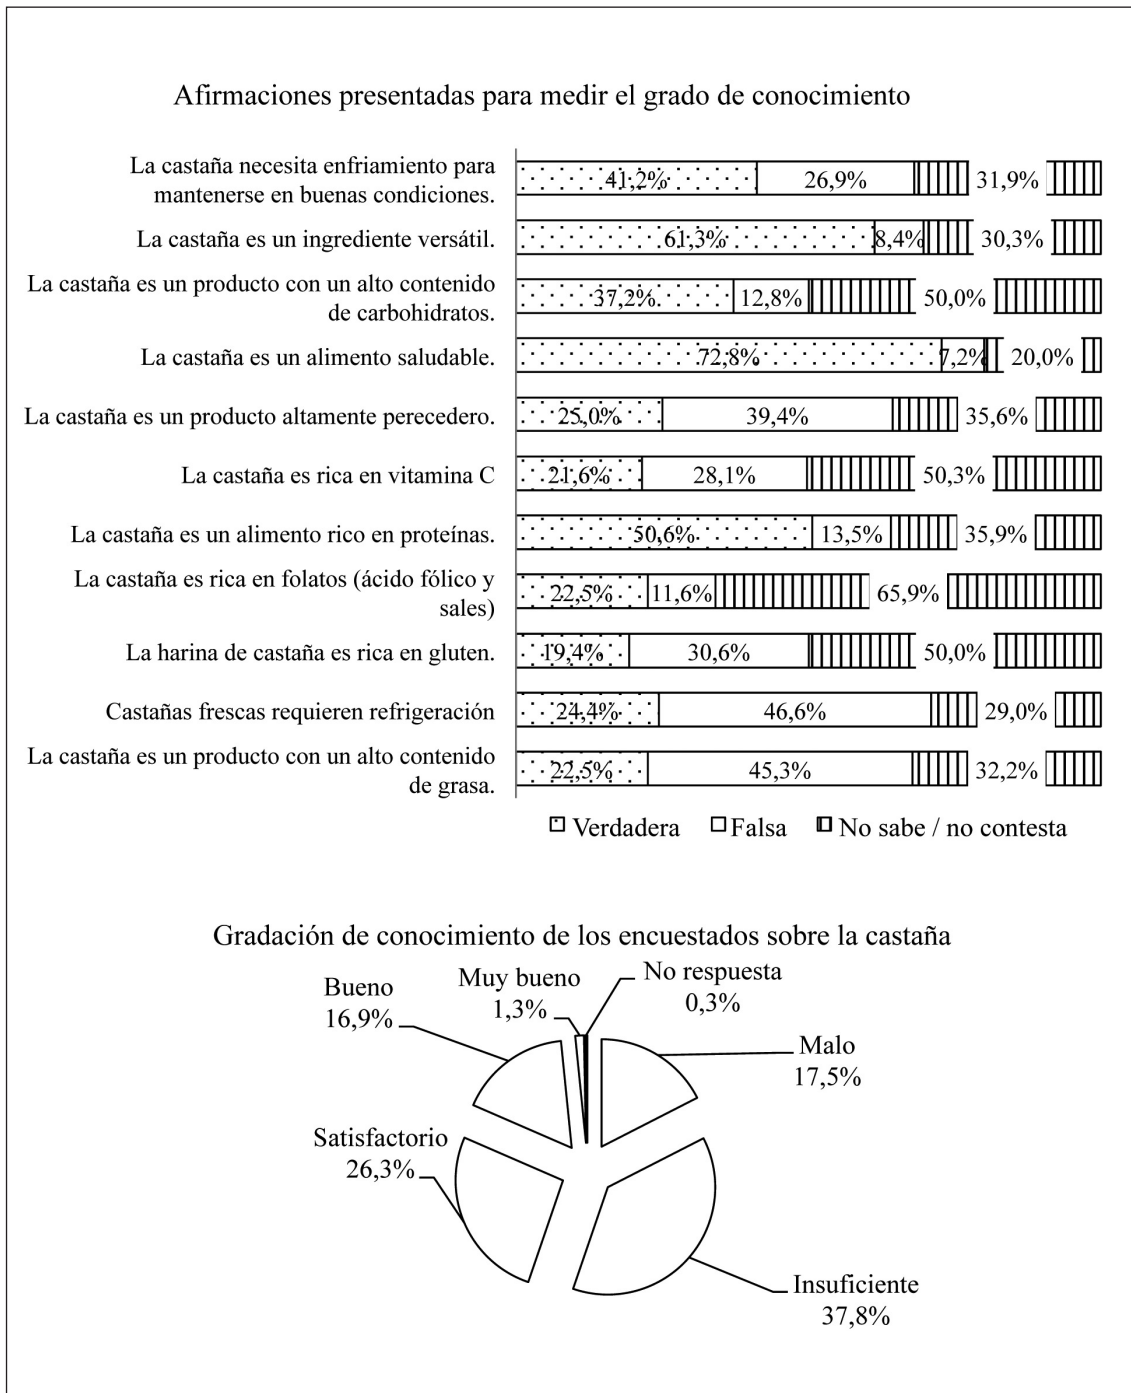 Afirmaciones presentadas para medir el grado de conocimiento
La castaña necesita enfriamiento para
mantenerse en buenas condiciones.
41,2% 26,9% 31,9%
La castaña es un ingrediente versátil.
61,3% 8,4% 30,3%
La castaña es un producto con un alto contenido
de carbohidratos.
37,2% 12,8% 50,0%
La castaña es un alimento saludable.
72,8% 7,2% 20,0%
La castaña es un producto altamente perecedero.
25,0% 39,4% 35,6%
La castaña es rica en vitamina C
21,6% 28,1% 50,3%
La castaña es un alimento rico en proteínas.
50,6% 13,5% 35,9%
La castaña es rica en folatos (ácido fólico y
sales)
22,5% 11,6% 65,9%
La harina de castaña es rica en gluten.
19,4% 30,6% 50,0%
Castañas frescas requieren refrigeración
24,4% 46,6% 29,0%
La castaña es un producto con un alto contenido
de grasa.
22,5% 45,3% 32,2%
Verdadera Falsa No sabe / no contesta
Gradación de conocimiento de los encuestados sobre la castaña
No respuesta
0,3%
Muy bueno
1,3%
Bueno
16,9%
Malo
17,5%
Satisfactorio
26,3%
Insuficiente
37,8%